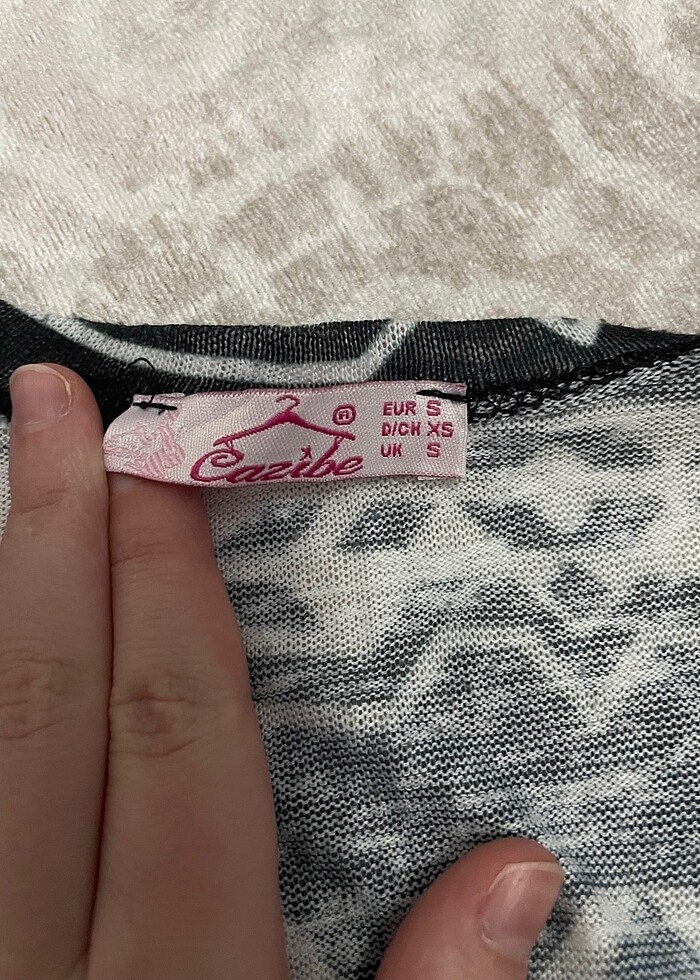 Cazibe
®
EUR S
D/CH XS
UK S